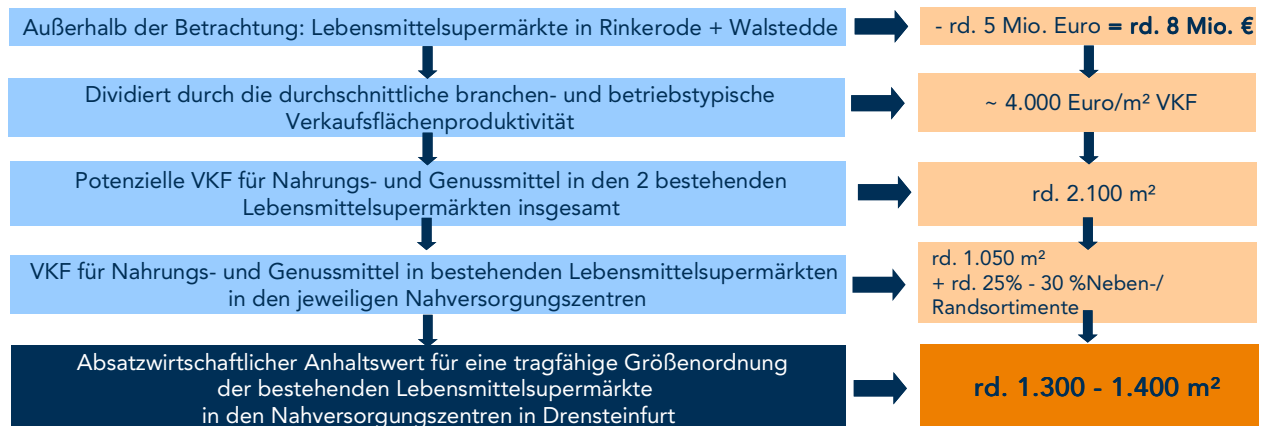 Außerhalb der Betrachtung: Lebensmittelsupermärkte in Rinkerode + Walstedde
- rd. 5 Mio. Euro = rd. 8 Mio. €
Dividiert durch die durchschnittliche branchen- und betriebstypische
Verkaufsflächenproduktivität
~ 4.000 Euro/m² VKF
Potenzielle VKF für Nahrungs- und Genussmittel in den 2 bestehenden
Lebensmittelsupermärkten insgesamt
rd. 2.100 m²
VKF für Nahrungs- und Genussmittel in bestehenden Lebensmittelsupermärkten
in den jeweiligen Nahversorgungszentren
rd. 1.050 m²
+ rd. 25% - 30 %Neben-/
Randsortimente
Absatzwirtschaftlicher Anhaltswert für eine tragfähige Größenordnung
der bestehenden Lebensmittelsupermärkte
in den Nahversorgungszentren in Drensteinfurt
rd. 1.300 - 1.400 m²